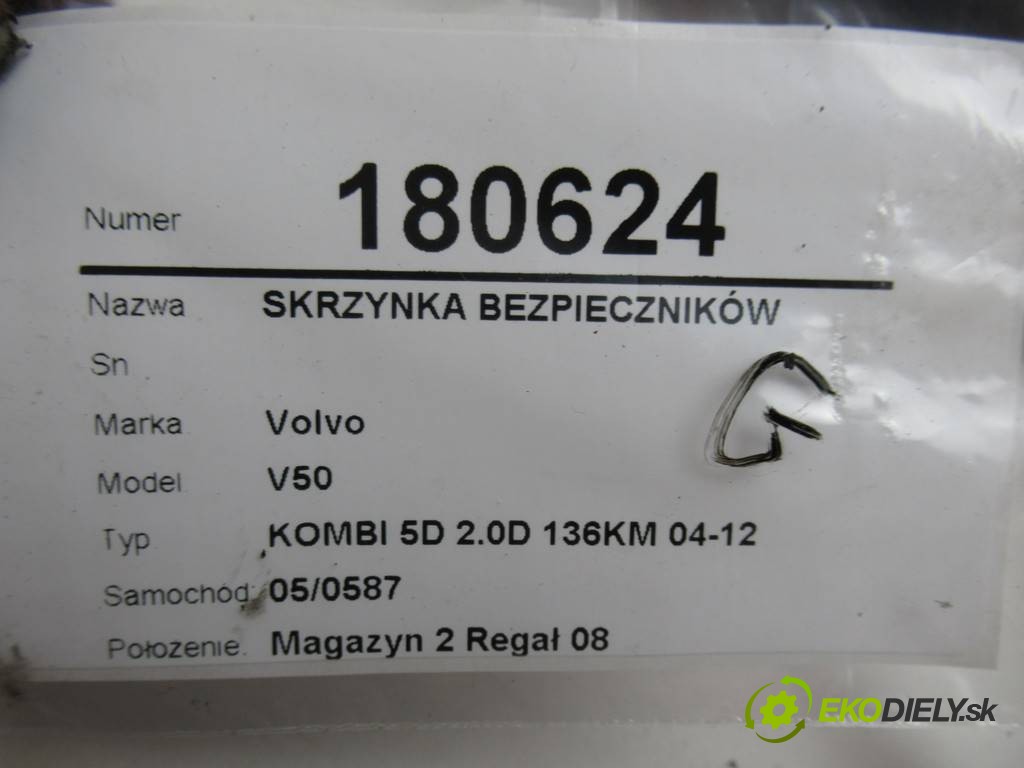 Numer 180624
Nazwa SKRZYNKA BEZPIECZNIKÓW
Sn
Marka Volvo
Model V50
Typ KOMBI 5D 2.0D 136KM 04-12
Samochód: 05/0587
Położenie: Magazyn 2 Regał 08
G
EKODIELY.sk